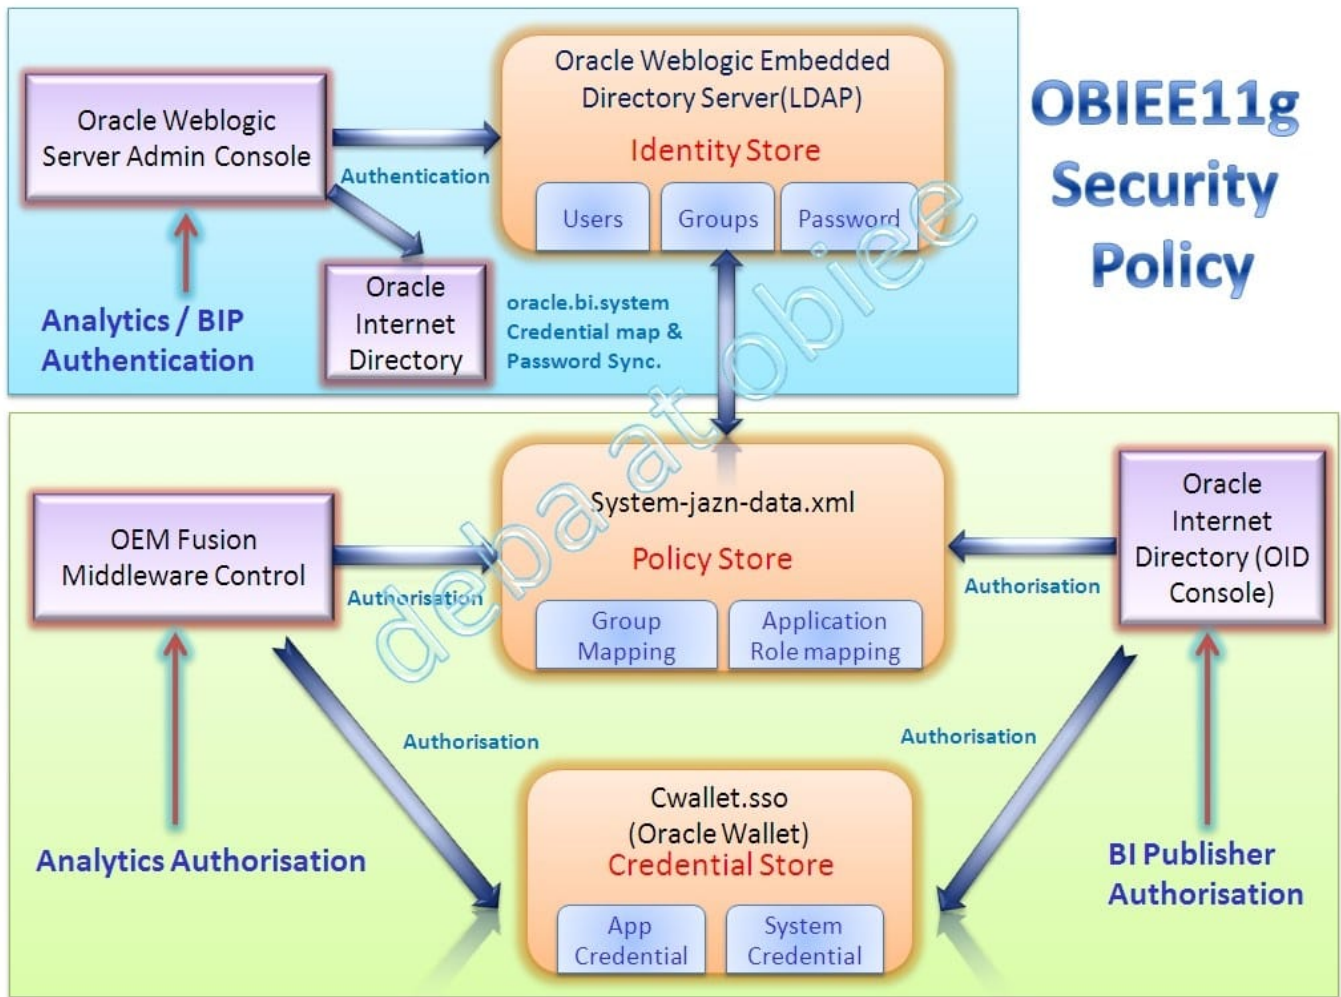 OBIEE11g
Security
Policy
Oracle Weblogic
Server Admin Console
Authentication
Oracle Weblogic Embedded
Directory Server(LDAP)
Identity Store
Users
Groups
Password
Analytics / BIP
Authentication
Oracle
Internet
Directory
oracle.bi.system
Credential map &
Password Sync.
deba at obiee
OEM Fusion
Middleware Control
Authorisation
System-jazn-data.xml
Policy Store
Group
Mapping
Application
Role mapping
Authorisation
Oracle
Internet
Directory (OID
Console)
Authorisation
Authorisation
Analytics Authorisation
Cwallet.sso
(Oracle Wallet)
Credential Store
App
Credential
System
Credential
BI Publisher
Authorisation